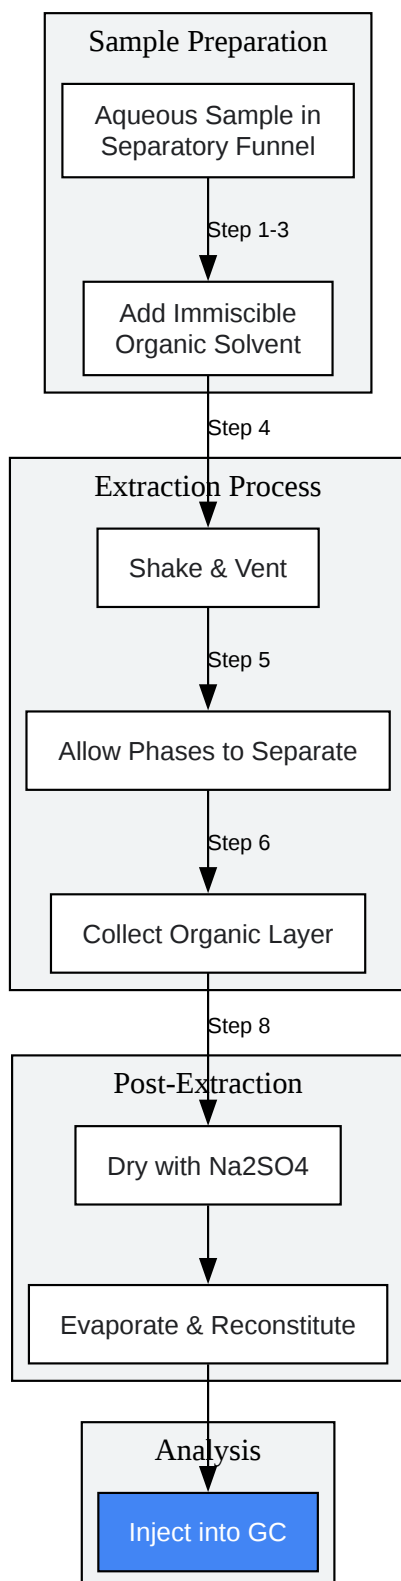 Sample Preparation
Aqueous Sample in
Separatory Funnel
Step 1-3
Add Immiscible
Organic Solvent
Step 4
Extraction Process
Shake & Vent
Step 5
Allow Phases to Separate
Step 6
Collect Organic Layer
Step 8
Post-Extraction
Dry with Na2SO4
Evaporate & Reconstitute
Analysis
Inject into GC